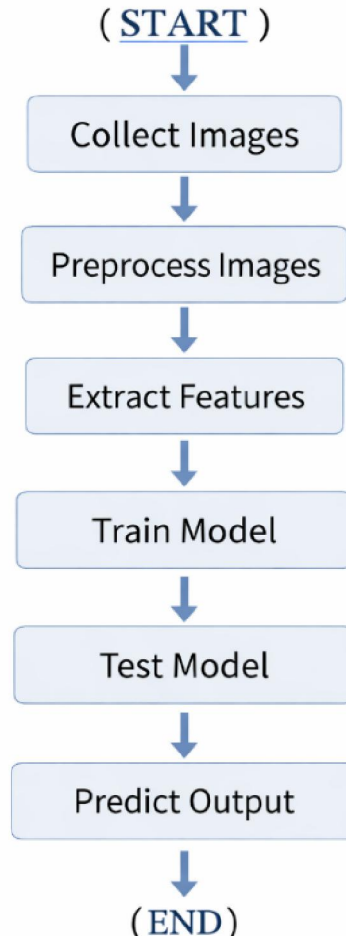 ( START )
Collect Images
Preprocess Images
Extract Features
Train Model
Test Model
Predict Output
(END)